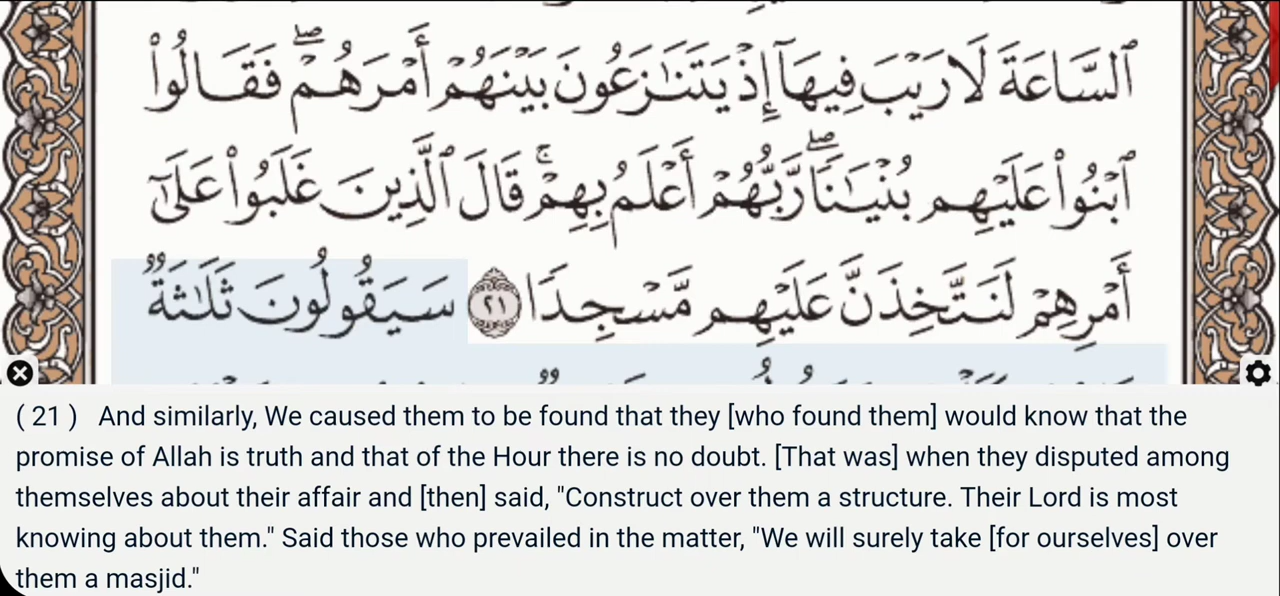 ٱلسَّاعَةَ لَا رَيْبَ فِيهَآ إِذْ يَتَنَٰزَعُونَ بَيْنَهُمْ أَمْرَهُمْ ۖ فَقَالُوا۟
ٱبْنُوا۟ عَلَيْهِم بُنْيَٰنًا ۖ رَّبُّهُمْ أَعْلَمُ بِهِمْ ۚ قَالَ ٱلَّذِينَ غَلَبُوا۟ عَلَىٰٓ
أَمْرِهِمْ لَنَتَّخِذَنَّ عَلَيْهِم مَّسْجِدًا ٢١ سَيَقُولُونَ ثَلَٰثَةٌ
( 21 ) And similarly, We caused them to be found that they [who found them] would know that the
promise of Allah is truth and that of the Hour there is no doubt. [That was] when they disputed among
themselves about their affair and [then] said, "Construct over them a structure. Their Lord is most
knowing about them." Said those who prevailed in the matter, "We will surely take [for ourselves] over
them a masjid."